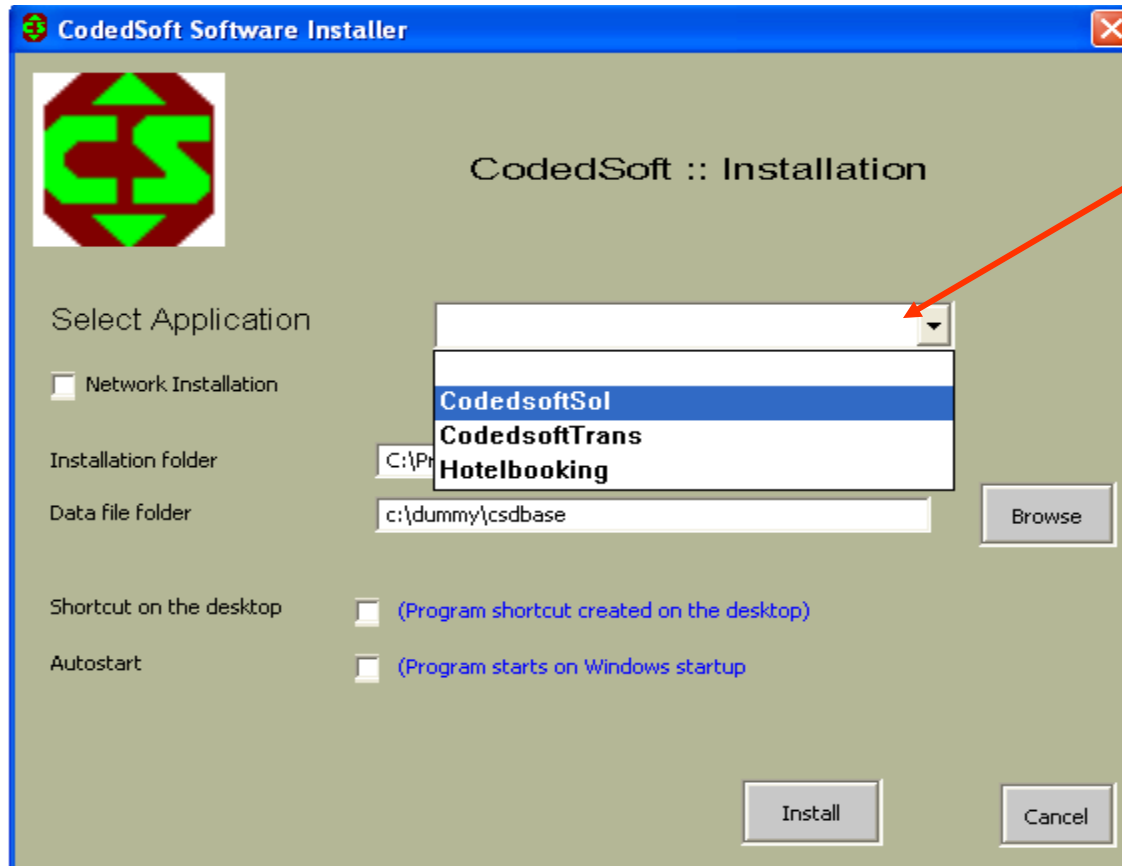 CodedSoft Software Installer
CS
CodedSoft :: Installation
Select Application
Network Installation
CodedsoftSol
CodedsoftTrans
Hotelbooking
Installation folder C:\Pr
Data file folder c:\dummy\csdbase Browse
Shortcut on the desktop (Program shortcut created on the desktop)
Autostart (Program starts on Windows startup
Install Cancel